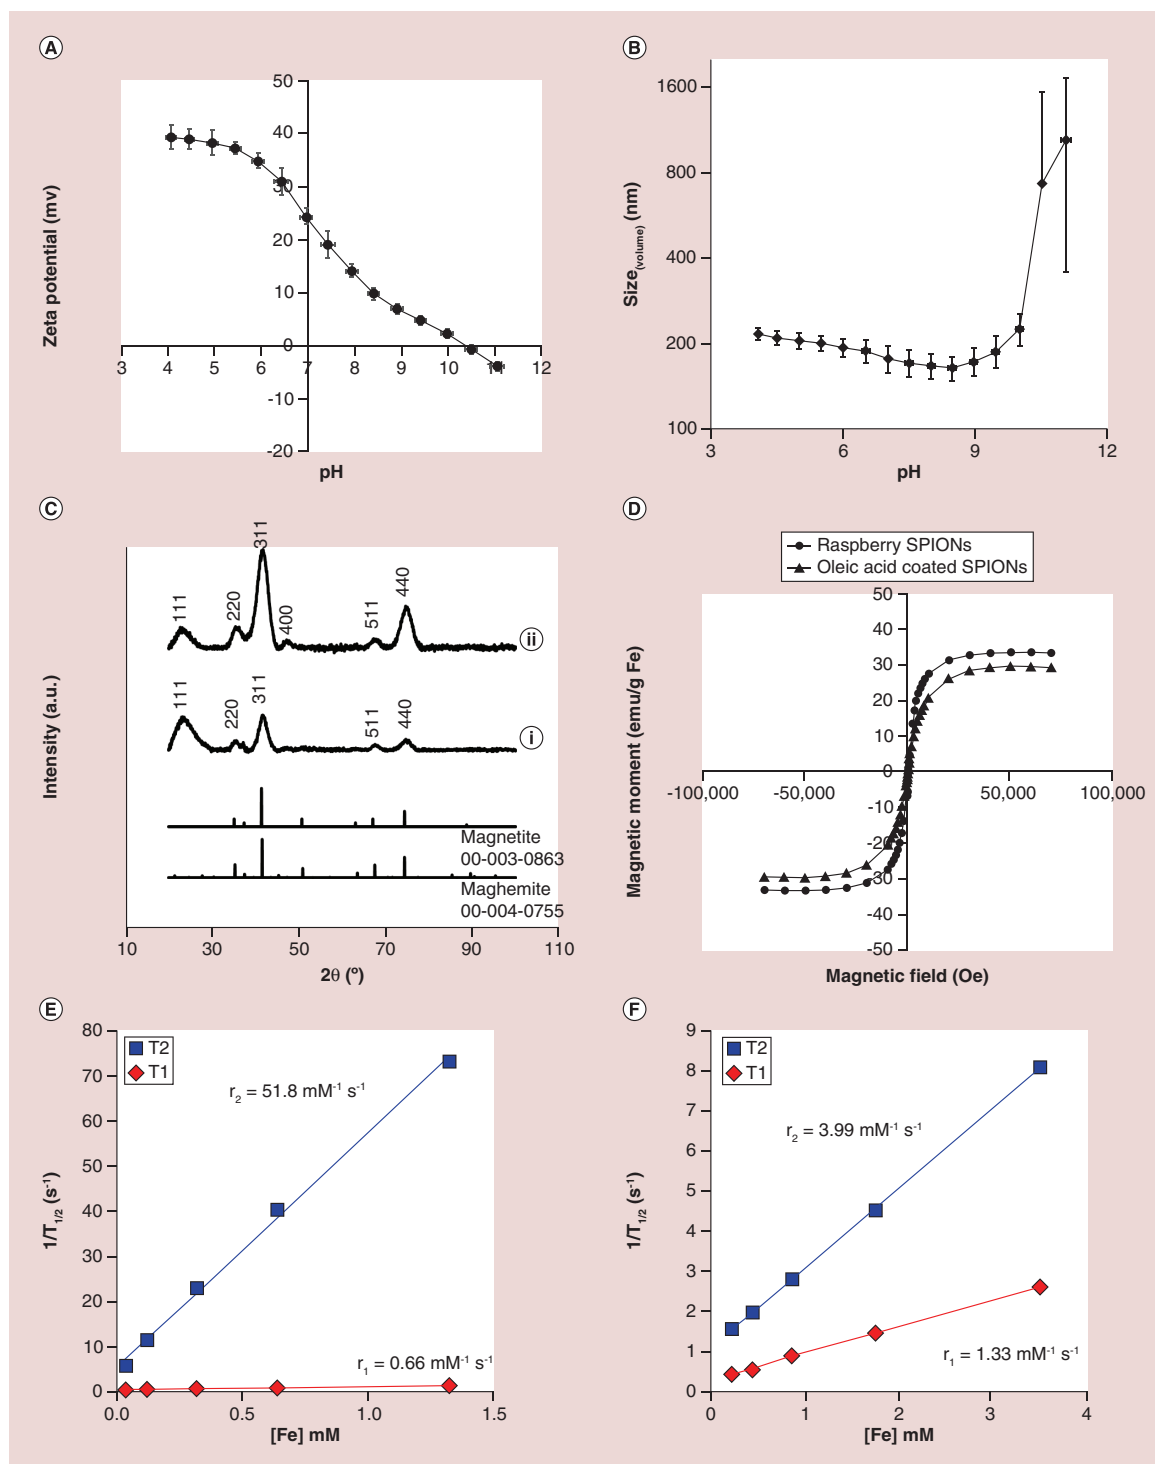 A
50
40
30
20
10
0
-10
-20
3 4 5 6 7 8 9 10 11 12
Zeta potential (mv)
pH
B
1600
800
400
200
100
3 6 9 12
Size(volume) (nm)
pH
C
111 220 311 400 511 440
ii
111 220 311 511 440
i
Magnetite
00-003-0863
Maghemite
00-004-0755
10 30 50 70 90 110
Intensity (a.u.)
2θ (º)
D
Raspberry SPIONs
Oleic acid coated SPIONs
50
40
30
20
10
0
-10
-20
-30
-40
-50
-100,000 -50,000 50,000 100,000
Magnetic moment (emu/g Fe)
Magnetic field (Oe)
E
80
70
60
50
40
30
20
10
0
T2
T1
r2 = 51.8 mM-1 s-1
r1 = 0.66 mM-1 s-1
0.0 0.5 1.0 1.5
1/T1/2 (s-1)
[Fe] mM
F
9
8
7
6
5
4
3
2
1
0
T2
T1
r2 = 3.99 mM-1 s-1
r1 = 1.33 mM-1 s-1
0 1 2 3 4
1/T1/2 (s-1)
[Fe] mM